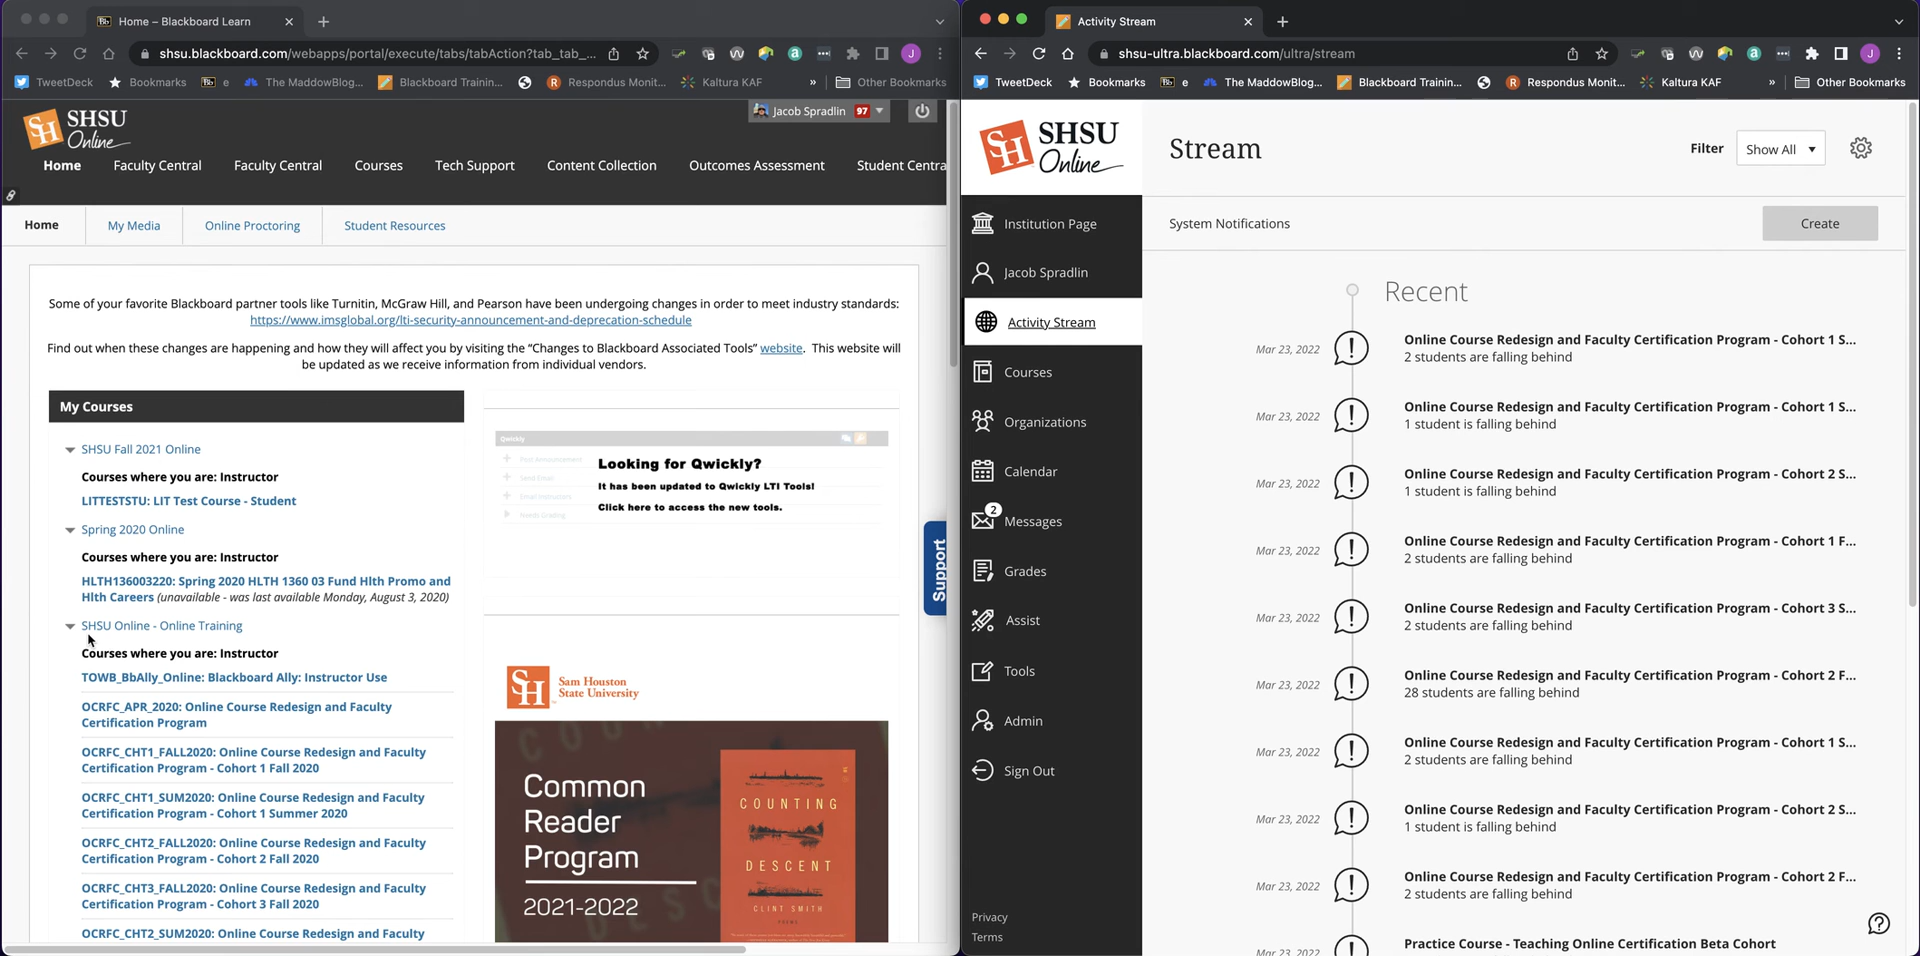 Home – Blackboard Learn
shsu.blackboard.com/webapps/portal/execute/tabs/tabAction?tab_tab_...
J
TweetDeck
Bookmarks
Bb e
The MaddowBlog...
Blackboard Trainin...
R Respondus Monit...
Kaltura KAF
»
Other Bookmarks
SHSU
Online
Jacob Spradlin 97
Home
Faculty Central
Faculty Central
Courses
Tech Support
Content Collection
Outcomes Assessment
Student Centra
Home
My Media
Online Proctoring
Student Resources
Some of your favorite Blackboard partner tools like Turnitin, McGraw Hill, and Pearson have been undergoing changes in order to meet industry standards:
https://www.imsglobal.org/lti-security-announcement-and-deprecation-schedule
Find out when these changes are happening and how they will affect you by visiting the “Changes to Blackboard Associated Tools” website. This website will
be updated as we receive information from individual vendors.
My Courses
SHSU Fall 2021 Online
Courses where you are: Instructor
LITTESTSTU: LIT Test Course - Student
Spring 2020 Online
Courses where you are: Instructor
HLTH136003220: Spring 2020 HLTH 1360 03 Fund Hlth Promo and
Hlth Careers (unavailable - was last available Monday, August 3, 2020)
SHSU Online - Online Training
Courses where you are: Instructor
TOWB_BbAlly_Online: Blackboard Ally: Instructor Use
OCRFC_APR_2020: Online Course Redesign and Faculty
Certification Program
OCRFC_CHT1_FALL2020: Online Course Redesign and Faculty
Certification Program - Cohort 1 Fall 2020
OCRFC_CHT1_SUM2020: Online Course Redesign and Faculty
Certification Program - Cohort 1 Summer 2020
OCRFC_CHT2_FALL2020: Online Course Redesign and Faculty
Certification Program - Cohort 2 Fall 2020
OCRFC_CHT3_FALL2020: Online Course Redesign and Faculty
Certification Program - Cohort 3 Fall 2020
OCRFC_CHT2_SUM2020: Online Course Redesign and Faculty
Qwickly
Post Announcement
Send Email
Email Instructors
Needs Grading
Looking for Qwickly?
It has been updated to Qwickly LTI Tools!
Click here to access the new tools.
Support
Sam Houston
State University
Common
Reader
Program
2021-2022
COUNTING
DESCENT
CLINT SMITH
POEMS
Activity Stream
shsu-ultra.blackboard.com/ultra/stream
J
TweetDeck
Bookmarks
Bb e
The MaddowBlog...
Blackboard Trainin...
R Respondus Monit...
Kaltura KAF
»
Other Bookmarks
SHSU
Online
Institution Page
Jacob Spradlin
Activity Stream
Courses
Organizations
Calendar
2
Messages
Grades
Assist
Tools
Admin
Sign Out
Privacy
Terms
Stream
Filter
Show All
System Notifications
Create
Recent
Mar 23, 2022
Online Course Redesign and Faculty Certification Program - Cohort 1 S...
2 students are falling behind
Mar 23, 2022
Online Course Redesign and Faculty Certification Program - Cohort 1 S...
1 student is falling behind
Mar 23, 2022
Online Course Redesign and Faculty Certification Program - Cohort 2 S...
1 student is falling behind
Mar 23, 2022
Online Course Redesign and Faculty Certification Program - Cohort 1 F...
2 students are falling behind
Mar 23, 2022
Online Course Redesign and Faculty Certification Program - Cohort 3 S...
2 students are falling behind
Mar 23, 2022
Online Course Redesign and Faculty Certification Program - Cohort 2 F...
28 students are falling behind
Mar 23, 2022
Online Course Redesign and Faculty Certification Program - Cohort 1 S...
2 students are falling behind
Mar 23, 2022
Online Course Redesign and Faculty Certification Program - Cohort 2 S...
1 student is falling behind
Mar 23, 2022
Online Course Redesign and Faculty Certification Program - Cohort 2 F...
2 students are falling behind
Mar 23, 2022
Practice Course - Teaching Online Certification Beta Cohort